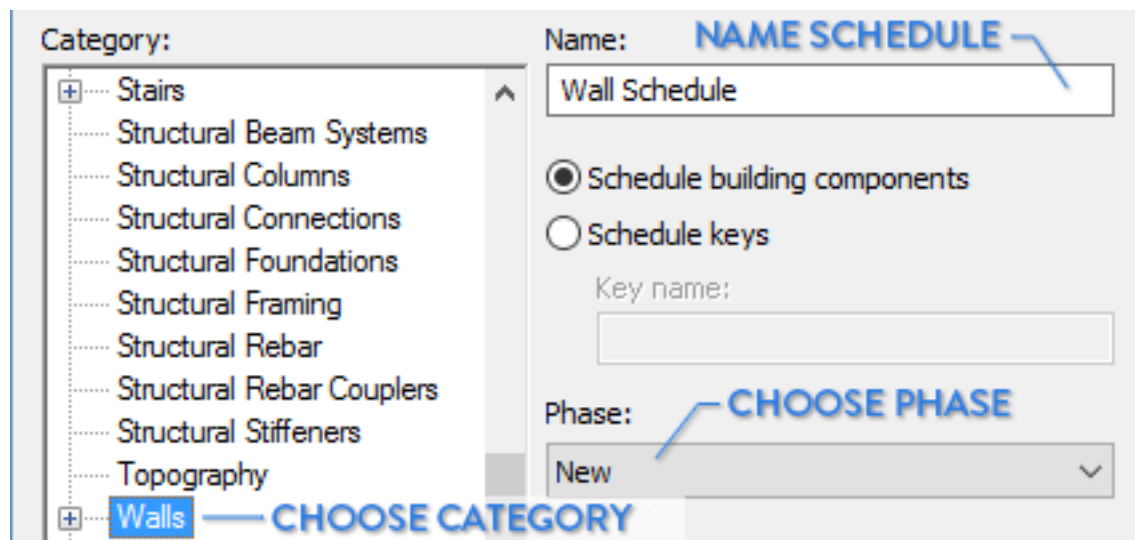 Category:
Stairs
Structural Beam Systems
Structural Columns
Structural Connections
Structural Foundations
Structural Framing
Structural Rebar
Structural Rebar Couplers
Structural Stiffeners
Topography
Walls
CHOOSE CATEGORY
Name:
NAME SCHEDULE
Wall Schedule
Schedule building components
Schedule keys
Key name:
Phase:
CHOOSE PHASE
New